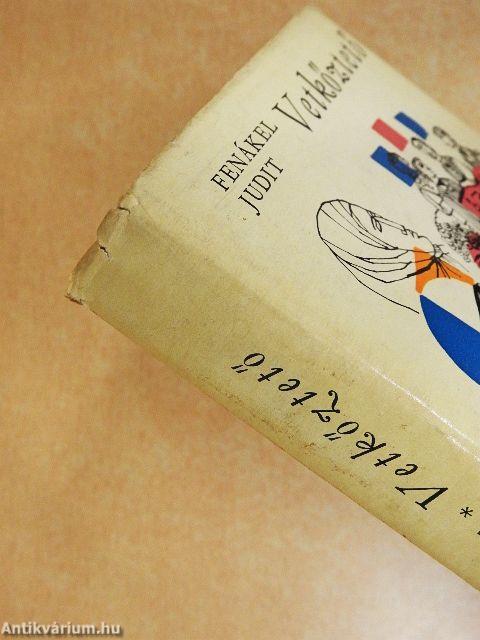 FENÁKEL
JUDIT
Vetkőztető
* Vetkőztető
Antikvárium.hu